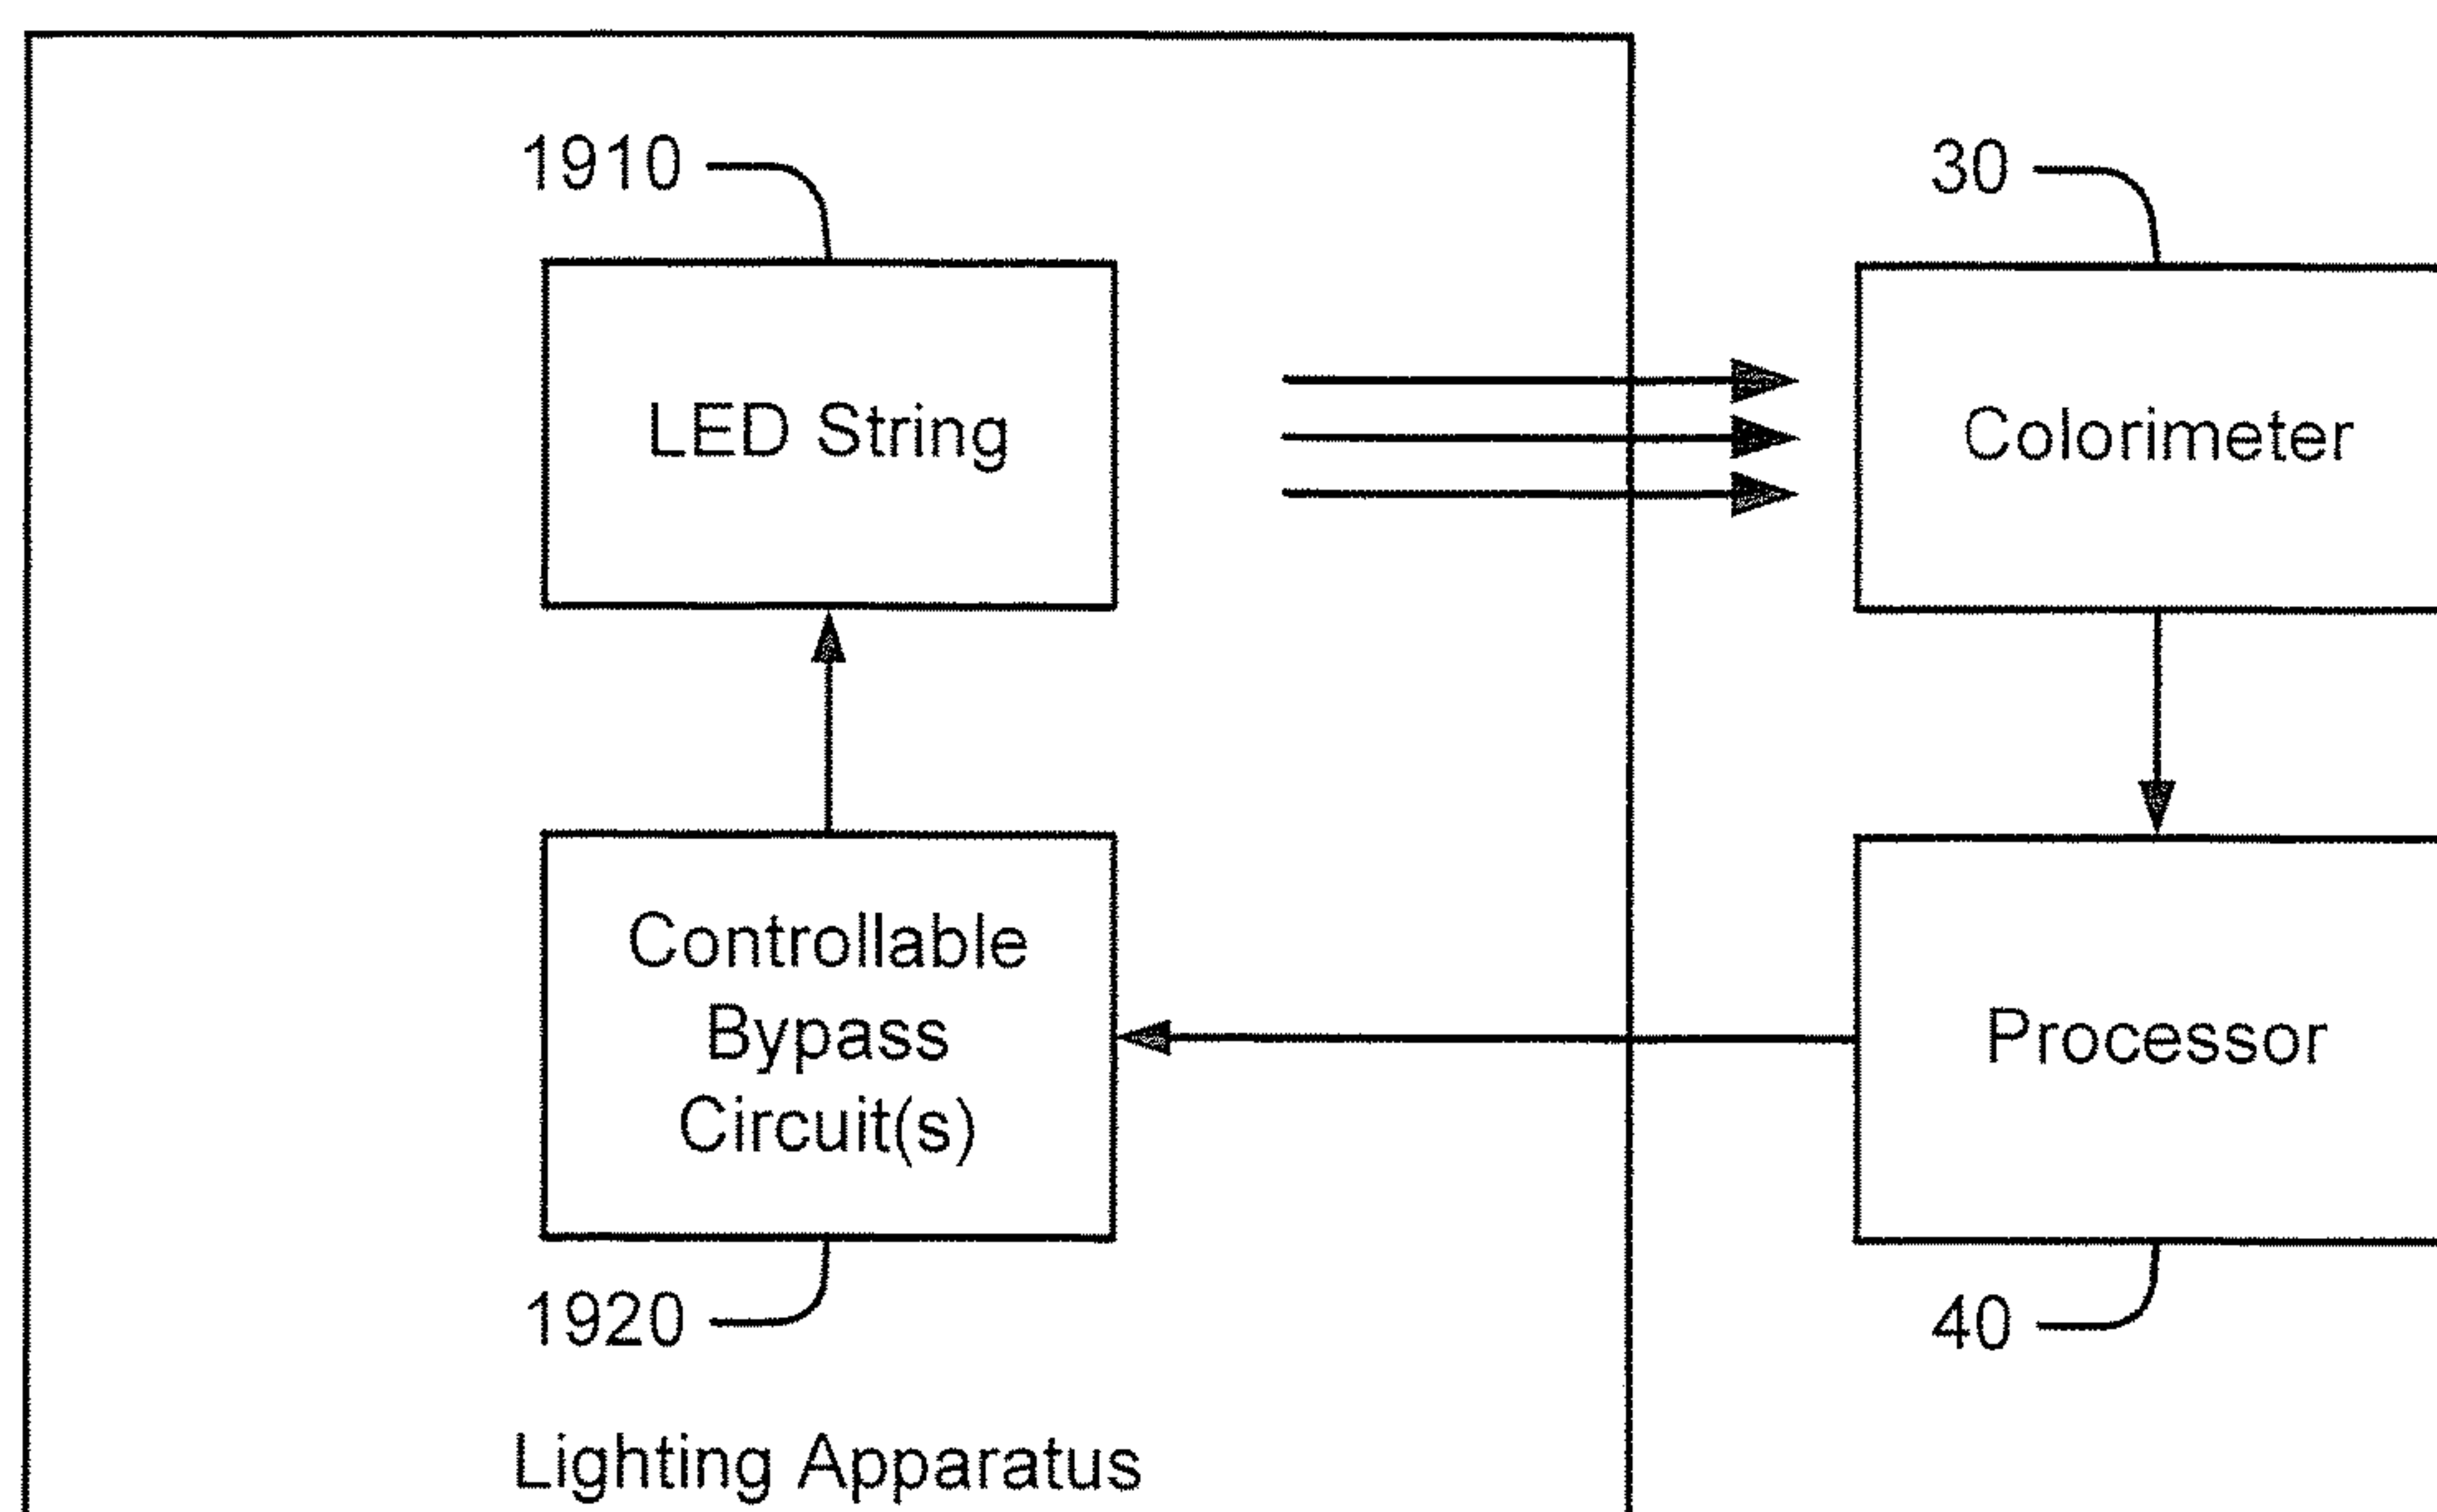 1910
30
LED String
Colorimeter
Controllable
Bypass
Circuit(s)
Processor
1920
40
Lighting Apparatus